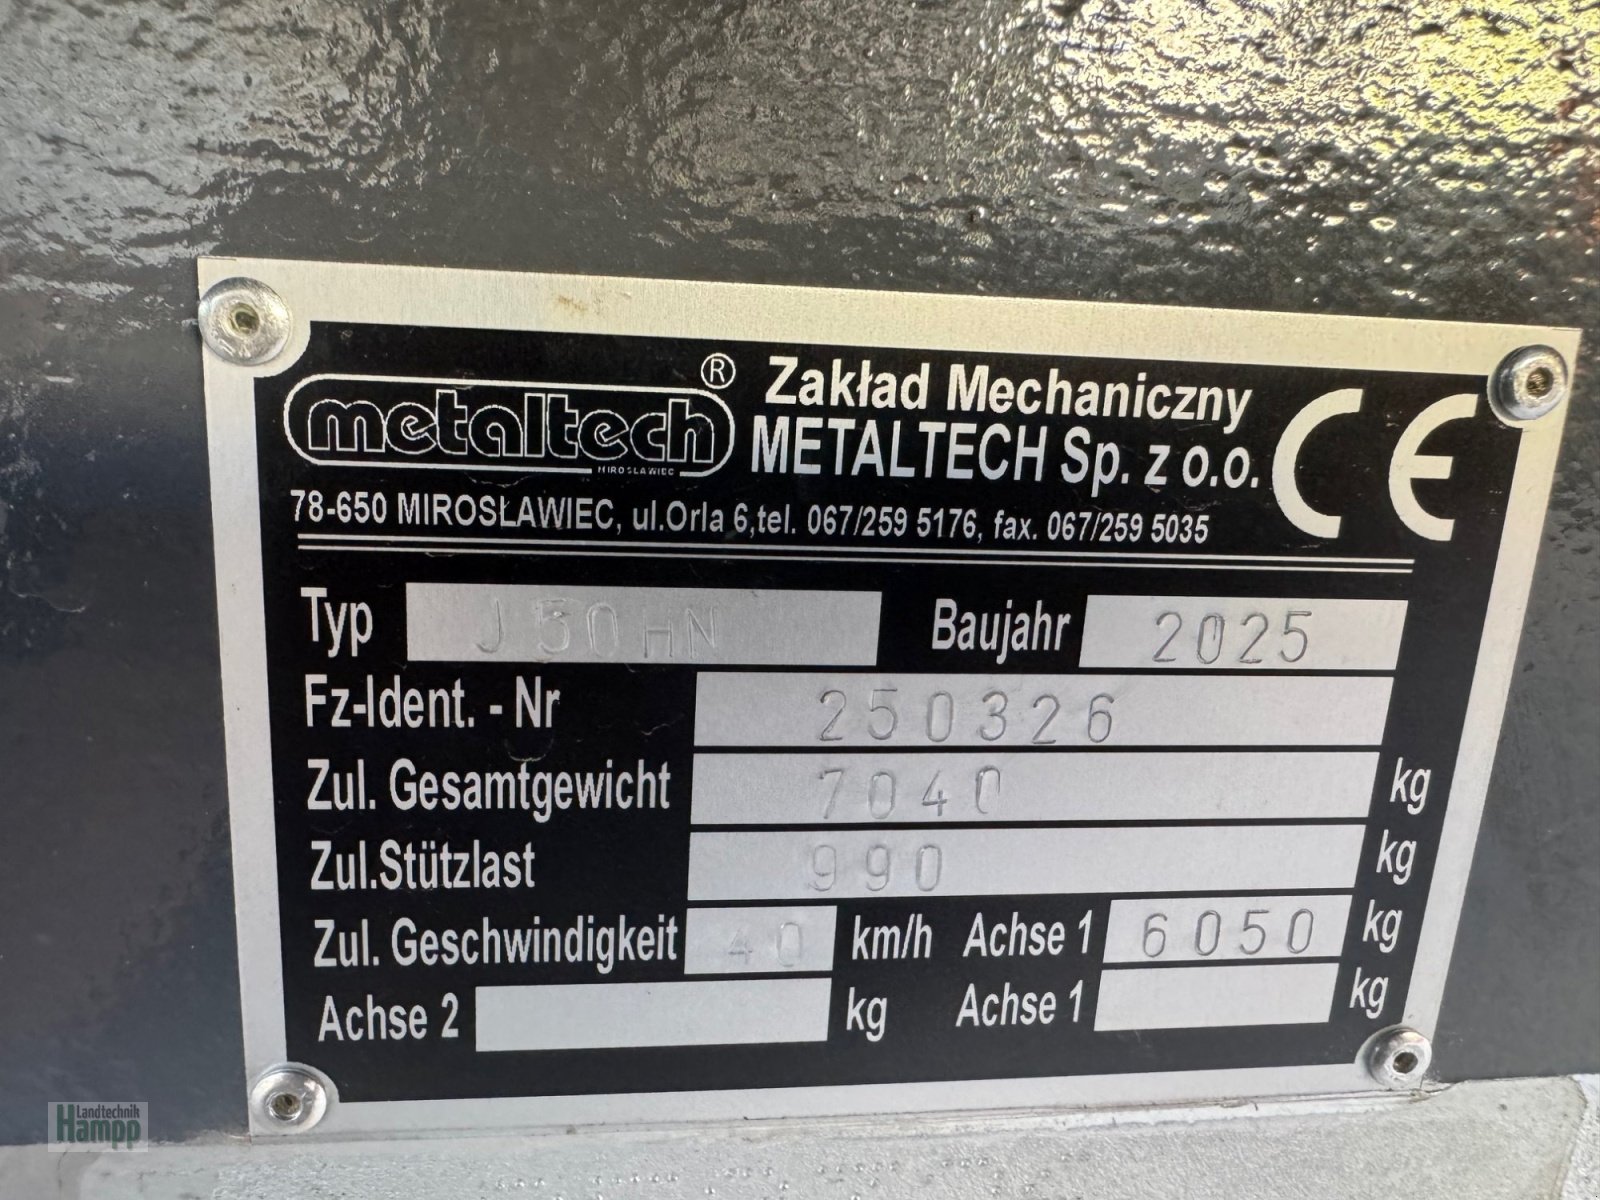 metaltech ®
MIROSŁAWIEC
Zakład Mechaniczny
METALTECH Sp. z o.o.
CE
78-650 MIROSŁAWIEC, ul.Orla 6,tel. 067/259 5176, fax. 067/259 5035
Typ J50HN Baujahr 2025
Fz-Ident. - Nr 250326
Zul. Gesamtgewicht 7040 kg
Zul.Stützlast 990 kg
Zul. Geschwindigkeit 40 km/h Achse 1 6050 kg
Achse 2 kg Achse 1 kg
Landtechnik
Hampp